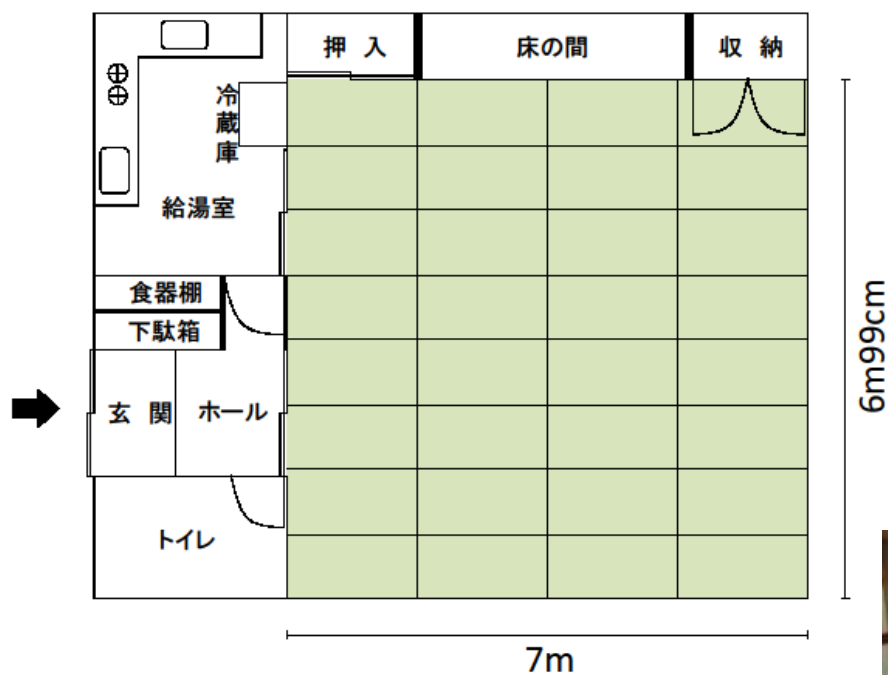 押 入
床の間
収 納
冷蔵庫
給湯室
食器棚
下駄箱
玄 関
ホール
トイレ
6m99cm
7m